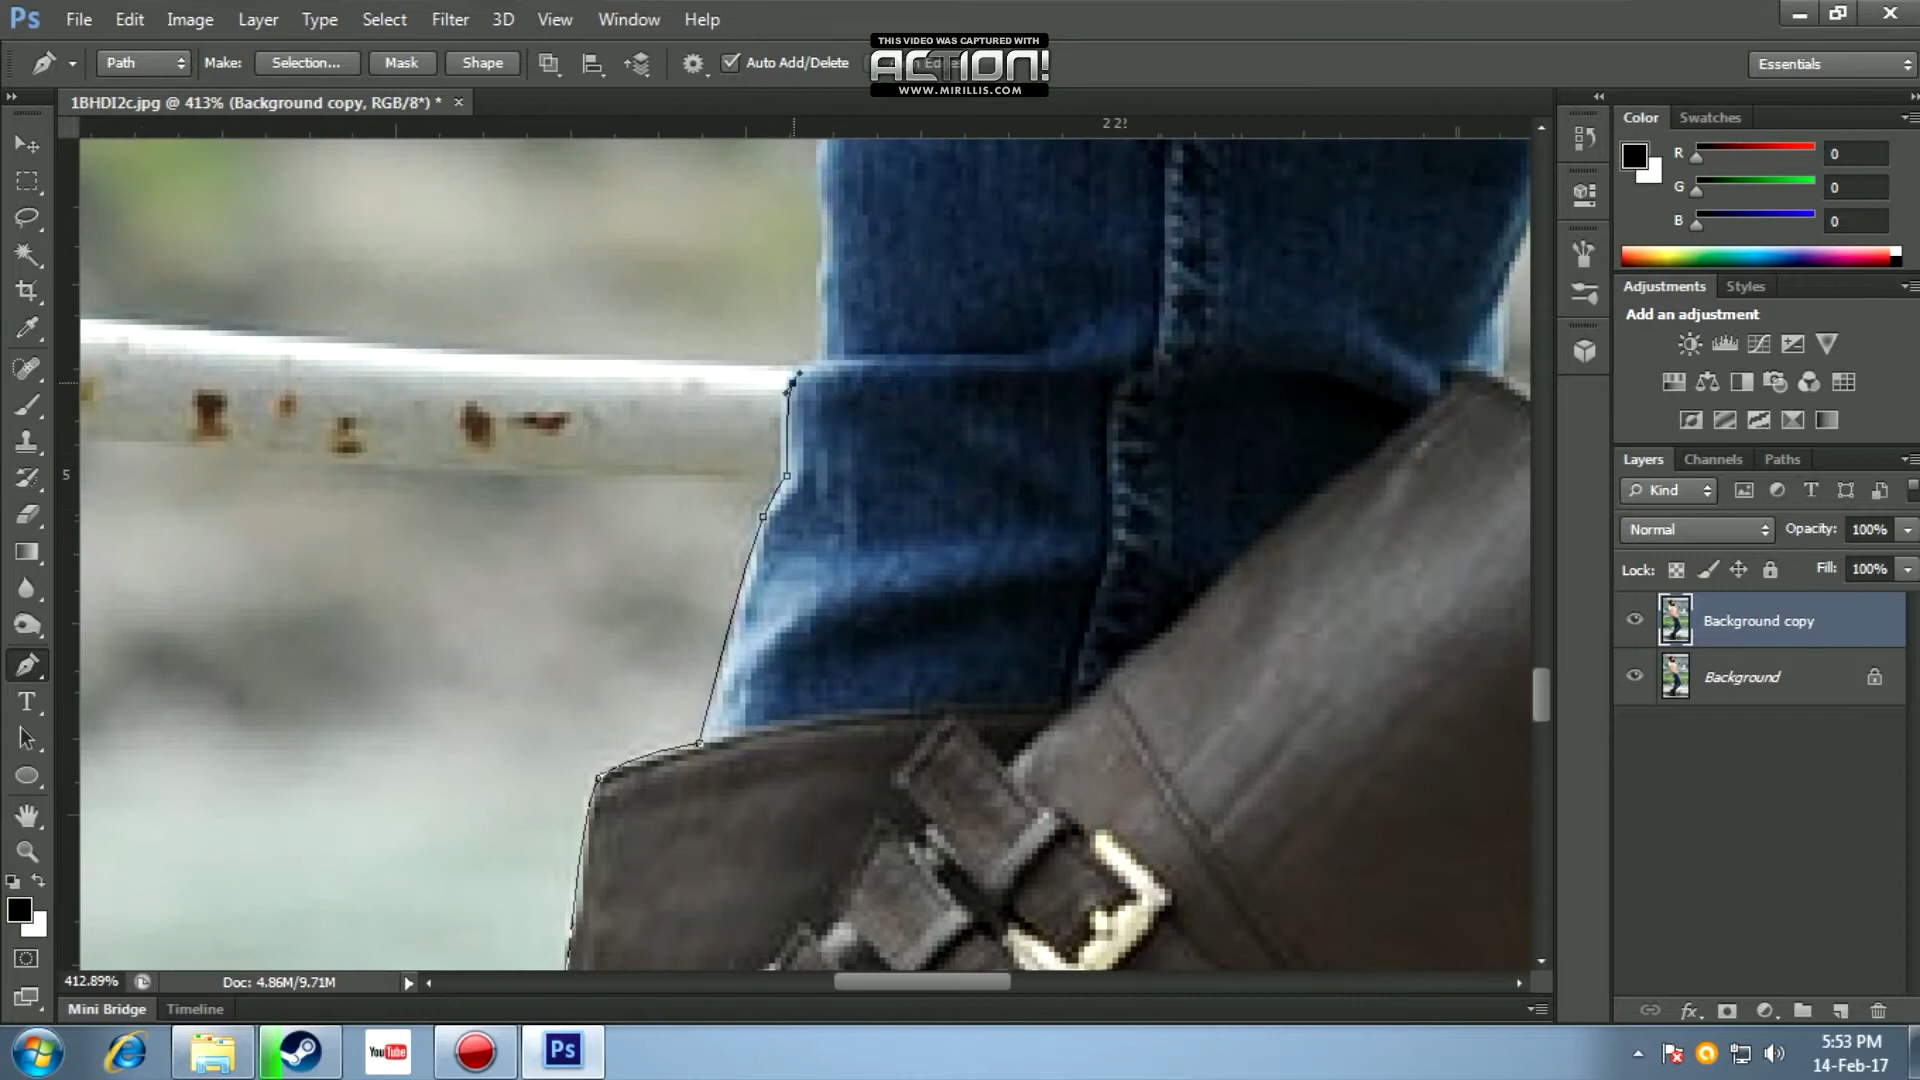 Ps File Edit Image Layer Type Select Filter 3D View Window Help
THIS VIDEO WAS CAPTURED WITH
ACTION!
WWW.MIRILLIS.COM
Path Make: Selection... Mask Shape Auto Add/Delete Essentials
1BHDI2c.jpg @ 413% (Background copy, RGB/8*) *
Color Swatches
R 0
G 0
B 0
Adjustments Styles
Add an adjustment
5
Layers Channels Paths
Kind
Normal Opacity: 100%
Lock: Fill: 100%
Background copy
Background
412.89% Doc: 4.86M/9.71M
Mini Bridge Timeline
YouTube
Ps
5:53 PM
14-Feb-17